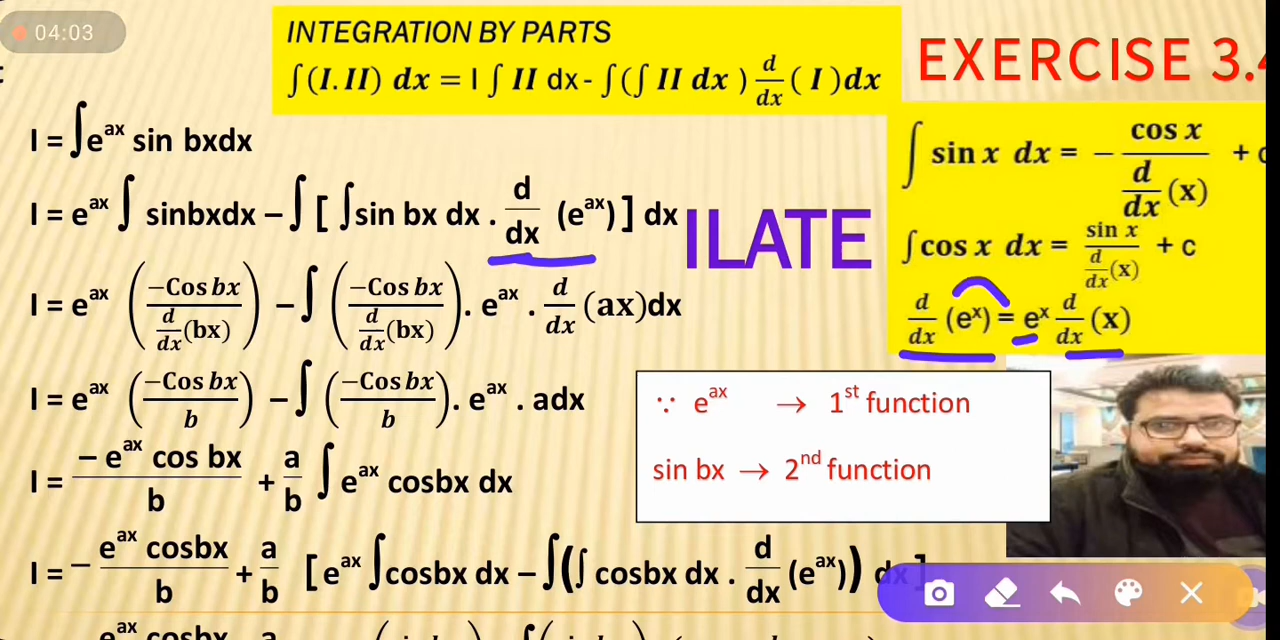 04:03
INTEGRATION BY PARTS
∫(I.II) dx = I ∫ II dx - ∫(∫ II dx ) d/dx ( I )dx
EXERCISE 3.4
I = ∫e^ax sin bxdx
I = e^ax ∫ sinbxdx – ∫ [ ∫sin bx dx . d/dx (e^ax) ] dx
I = e^ax (−Cos bx / d/dx(bx)) – ∫ (−Cos bx / d/dx(bx)). e^ax . d/dx (ax)dx
I = e^ax (−Cos bx / b) – ∫ (−Cos bx / b). e^ax . adx
I = – e^ax cos bx / b + a/b ∫ e^ax cosbx dx
I = – e^ax cosbx / b + a/b [e^ax ∫cosbx dx – ∫(∫ cosbx dx . d/dx (e^ax)) dx ]
e^ax cosbx a
ILATE
∫ sin x dx = − cos x / d/dx (x) + c
∫ cos x dx = sin x / d/dx (x) + c
d/dx (e^x) = e^x d/dx (x)
∵ e^ax → 1st function
sin bx → 2nd function